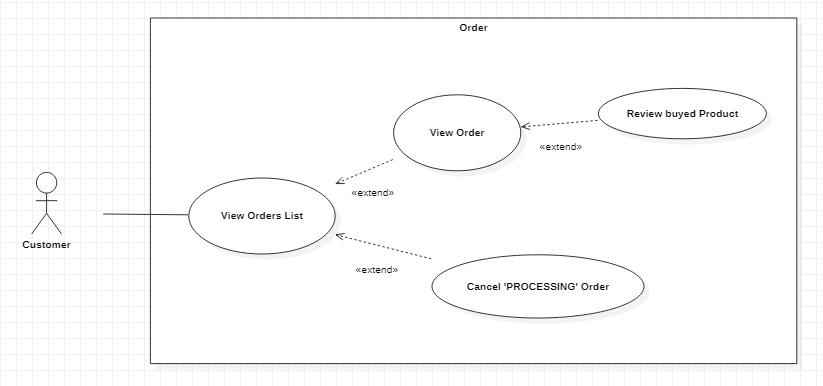 Order
Review buyed Product
View Order
«extend»
«extend»
View Orders List
Customer
«extend»
Cancel 'PROCESSING' Order